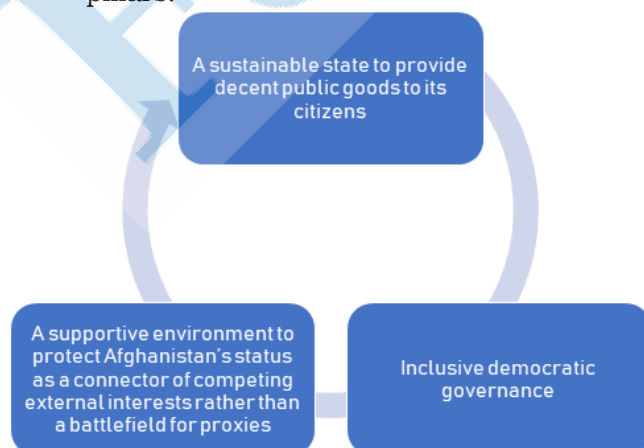 pillars:
A sustainable state to provide
decent public goods to its
citizens
A supportive environment to
protect Afghanistan's status
as a connector of competing
external interests rather than
a battlefield for proxies
Inclusive democratic
governance